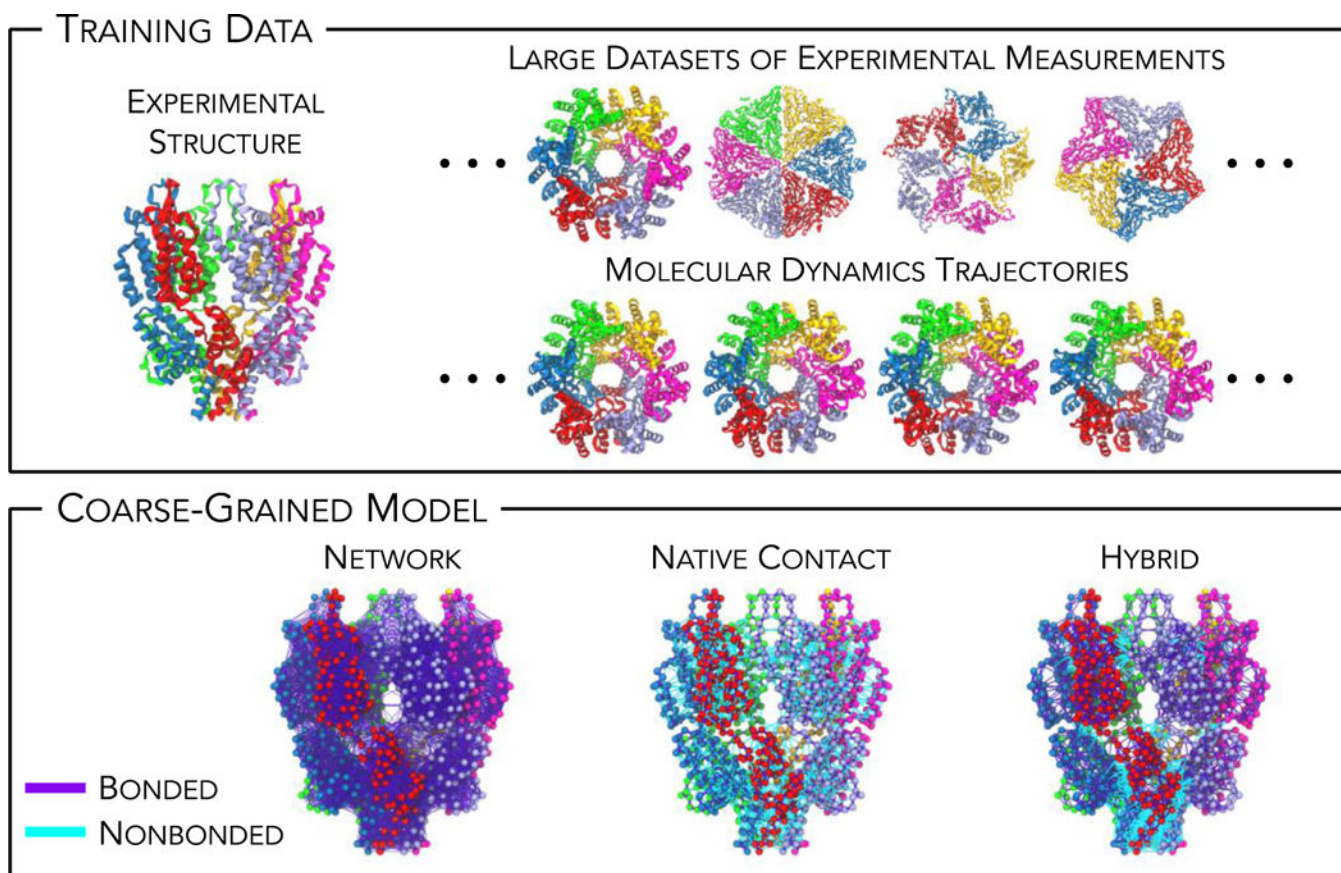 TRAINING DATA
LARGE DATASETS OF EXPERIMENTAL MEASUREMENTS
EXPERIMENTAL
STRUCTURE
MOLECULAR DYNAMICS TRAJECTORIES
COARSE-GRAINED MODEL
NETWORK
NATIVE CONTACT
HYBRID
BONDED
NONBONDED